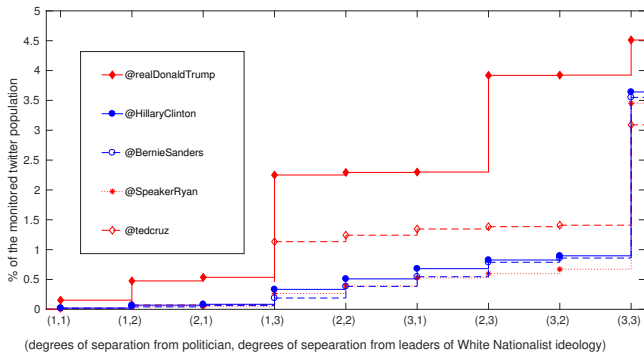 5
4.5
4
3.5
3
2.5
2
1.5
1
0.5
0
% of the monitored twitter population
@realDonaldTrump
@HillaryClinton
@BernieSanders
@SpeakerRyan
@tedcruz
(1,1) (1,2) (2,1) (1,3) (2,2) (3,1) (2,3) (3,2) (3,3)
(degrees of separation from politician, degrees of sepearation from leaders of White Nationalist ideology)